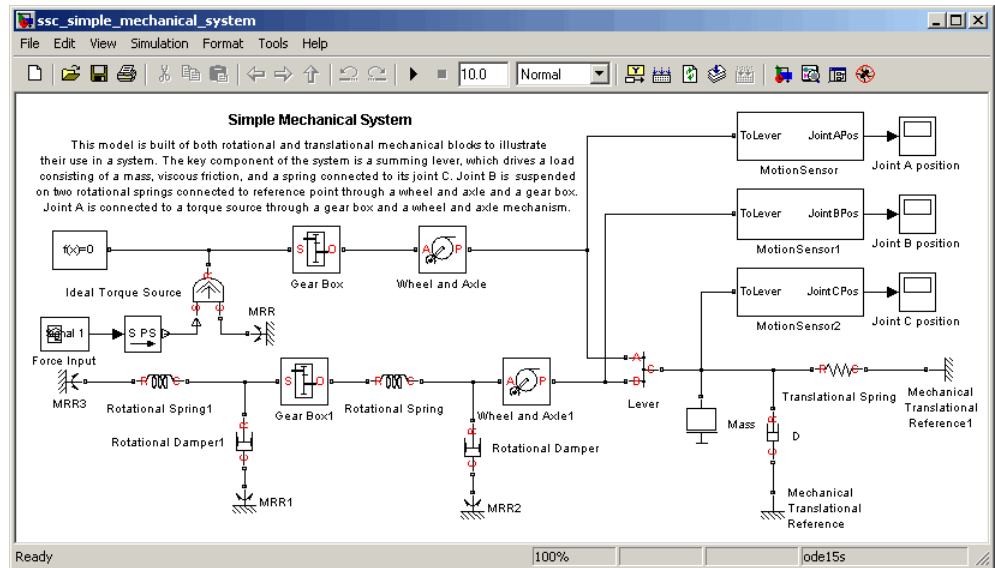 ssc_simple_mechanical_system
File Edit View Simulation Format Tools Help
10.0 Normal
Simple Mechanical System
This model is built of both rotational and translational mechanical blocks to illustrate
their use in a system. The key component of the system is a summing lever, which drives a load
consisting of a mass, viscous friction, and a spring connected to its joint C. Joint B is suspended
on two rotational springs connected to reference point through a wheel and axle and a gear box.
Joint A is connected to a torque source through a gear box and a wheel and axle mechanism.
ToLever JointAPos
MotionSensor
Joint A position
ToLever JointBPos
MotionSensor1
Joint B position
ToLever JointCPos
MotionSensor2
Joint C position
f(x)=0
S O
Gear Box
A P
Wheel and Axle
Ideal Torque Source
Signal 1
Force Input
S PS
MRR
MRR3
R C
Rotational Spring1
S O
Gear Box1
R C
Rotational Spring
A P
Wheel and Axle1
A
C
Lever
Mass
R C
Translational Spring
Mechanical
Translational
Reference1
Rotational Damper1
MRR1
Rotational Damper
MRR2
D
Mechanical
Translational
Reference
Ready 100% ode15s